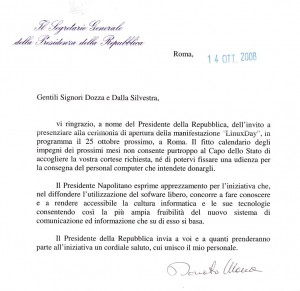 Il Segretario Generale
della Presidenza della Repubblica
Roma, 14 OTT. 2008
Gentili Signori Dozza e Dalla Silvestra,
vi ringrazio, a nome del Presidente della Repubblica, dell'invito a
presenziare alla cerimonia di apertura della manifestazione "LinuxDay", in
programma il 25 ottobre prossimo, a Roma. Il fitto calendario degli
impegni dei prossimi mesi non consente purtroppo al Capo dello Stato di
accogliere la vostra cortese richiesta, né di potervi fissare una udienza per
la consegna del personal computer che intendete donargli.
Il Presidente Napolitano esprime apprezzamento per l'iniziativa che,
nel diffondere l'utilizzazione del sofware libero, concorre a fare conoscere
e a rendere accessibile la cultura informatica e le sue tecnologie
consentendo così la più ampia fruibilità del nuovo sistema di
comunicazione ed informazione che su di esso si basa.
Il Presidente della Repubblica invia a voi e a quanti prenderanno
parte all'iniziativa un cordiale saluto, cui unisco il mio personale.
Donato Marra